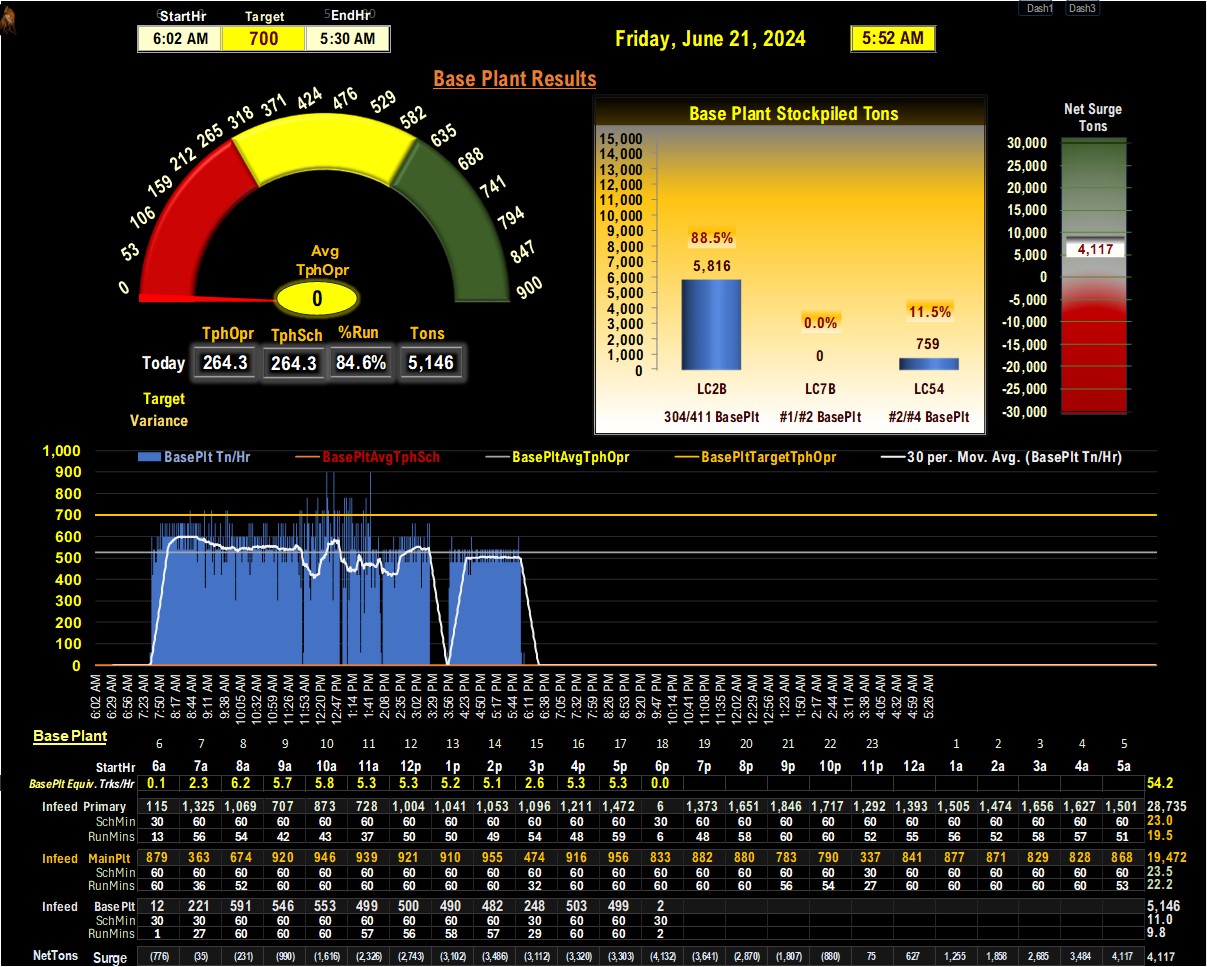 Dash1 Dash3
StartHr Target EndHr
6:02 AM 700 5:30 AM
Friday, June 21, 2024 5:52 AM
Base Plant Results
0 53 106 159 212 265 318 371 424 476 529 582 635 688 741 794 847 900
Avg
TphOpr
0
TphOpr TphSch %Run Tons
Today 264.3 264.3 84.6% 5,146
Target
Variance
Base Plant Stockpiled Tons
15,000
14,000
13,000
12,000
11,000
10,000
9,000
8,000
7,000
6,000
5,000
4,000
3,000
2,000
1,000
0
88.5% 0.0% 11.5%
5,816 0 759
LC2B LC7B LC54
304/411 BasePlt #1/#2 BasePlt #2/#4 BasePlt
Net Surge
Tons
30,000
25,000
20,000
15,000
10,000
5,000
0
-5,000
-10,000
-15,000
-20,000
-25,000
-30,000
4,117
BasePlt Tn/Hr BasePltAvgTphSch BasePltAvgTphOpr BasePltTargetTphOpr 30 per. Mov. Avg. (BasePlt Tn/Hr)
1,000
900
800
700
600
500
400
300
200
100
0
6:02 AM 6:29 AM 6:56 AM 7:23 AM 7:50 AM 8:17 AM 8:44 AM 9:11 AM 9:38 AM 10:05 AM 10:32 AM 10:59 AM 11:26 AM 11:53 AM 12:20 PM 12:47 PM 1:14 PM 1:41 PM 2:08 PM 2:35 PM 3:02 PM 3:29 PM 3:56 PM 4:23 PM 4:50 PM 5:17 PM 5:44 PM 6:11 PM 6:38 PM 7:05 PM 7:32 PM 7:59 PM 8:26 PM 8:53 PM 9:20 PM 9:47 PM 10:14 PM 10:41 PM 11:08 PM 11:35 PM 12:02 AM 12:29 AM 12:56 AM 1:23 AM 1:50 AM 2:17 AM 2:44 AM 3:11 AM 3:38 AM 4:05 AM 4:32 AM 4:59 AM 5:26 AM
Base Plant
6 7 8 9 10 11 12 13 14 15 16 17 18 19 20 21 22 23 1 2 3 4 5
StartHr 6a 7a 8a 9a 10a 11a 12p 1p 2p 3p 4p 5p 6p 7p 8p 9p 10p 11p 12a 1a 2a 3a 4a 5a
BasePlt Equiv. Trks/Hr 0.1 2.3 6.2 5.7 5.8 5.3 5.3 5.2 5.1 2.6 5.3 5.3 0.0 54.2
Infeed Primary 115 1,325 1,069 707 873 728 1,004 1,041 1,053 1,096 1,211 1,472 6 1,373 1,651 1,846 1,717 1,292 1,393 1,505 1,474 1,656 1,627 1,501 28,735
SchMin 30 60 60 60 60 60 60 60 60 60 60 60 30 60 60 60 60 60 60 60 60 60 60 60 23.0
RunMins 13 56 54 42 43 37 50 50 49 54 48 59 6 48 58 60 60 52 55 56 52 58 57 51 19.5
Infeed MainPlt 879 363 674 920 946 939 921 910 955 474 916 956 833 882 880 783 790 337 841 877 871 829 828 868 19,472
SchMin 60 60 60 60 60 60 60 60 60 60 60 60 60 60 60 60 60 30 60 60 60 60 60 60 23.5
RunMins 60 36 52 60 60 60 60 60 60 32 60 60 60 60 60 56 54 27 60 60 60 60 60 53 22.2
Infeed BasePlt 12 221 591 546 553 499 500 490 482 248 503 499 2 5,146
SchMin 30 30 60 60 60 60 60 60 60 30 60 60 30 11.0
RunMins 1 27 60 60 60 57 56 58 57 29 60 60 2 9.8
NetTons Surge (776) (35) (231) (990) (1,616) (2,326) (2,743) (3,102) (3,486) (3,112) (3,320) (3,303) (4,132) (3,641) (2,870) (1,807) (880) 75 627 1,255 1,858 2,685 3,484 4,117 4,117